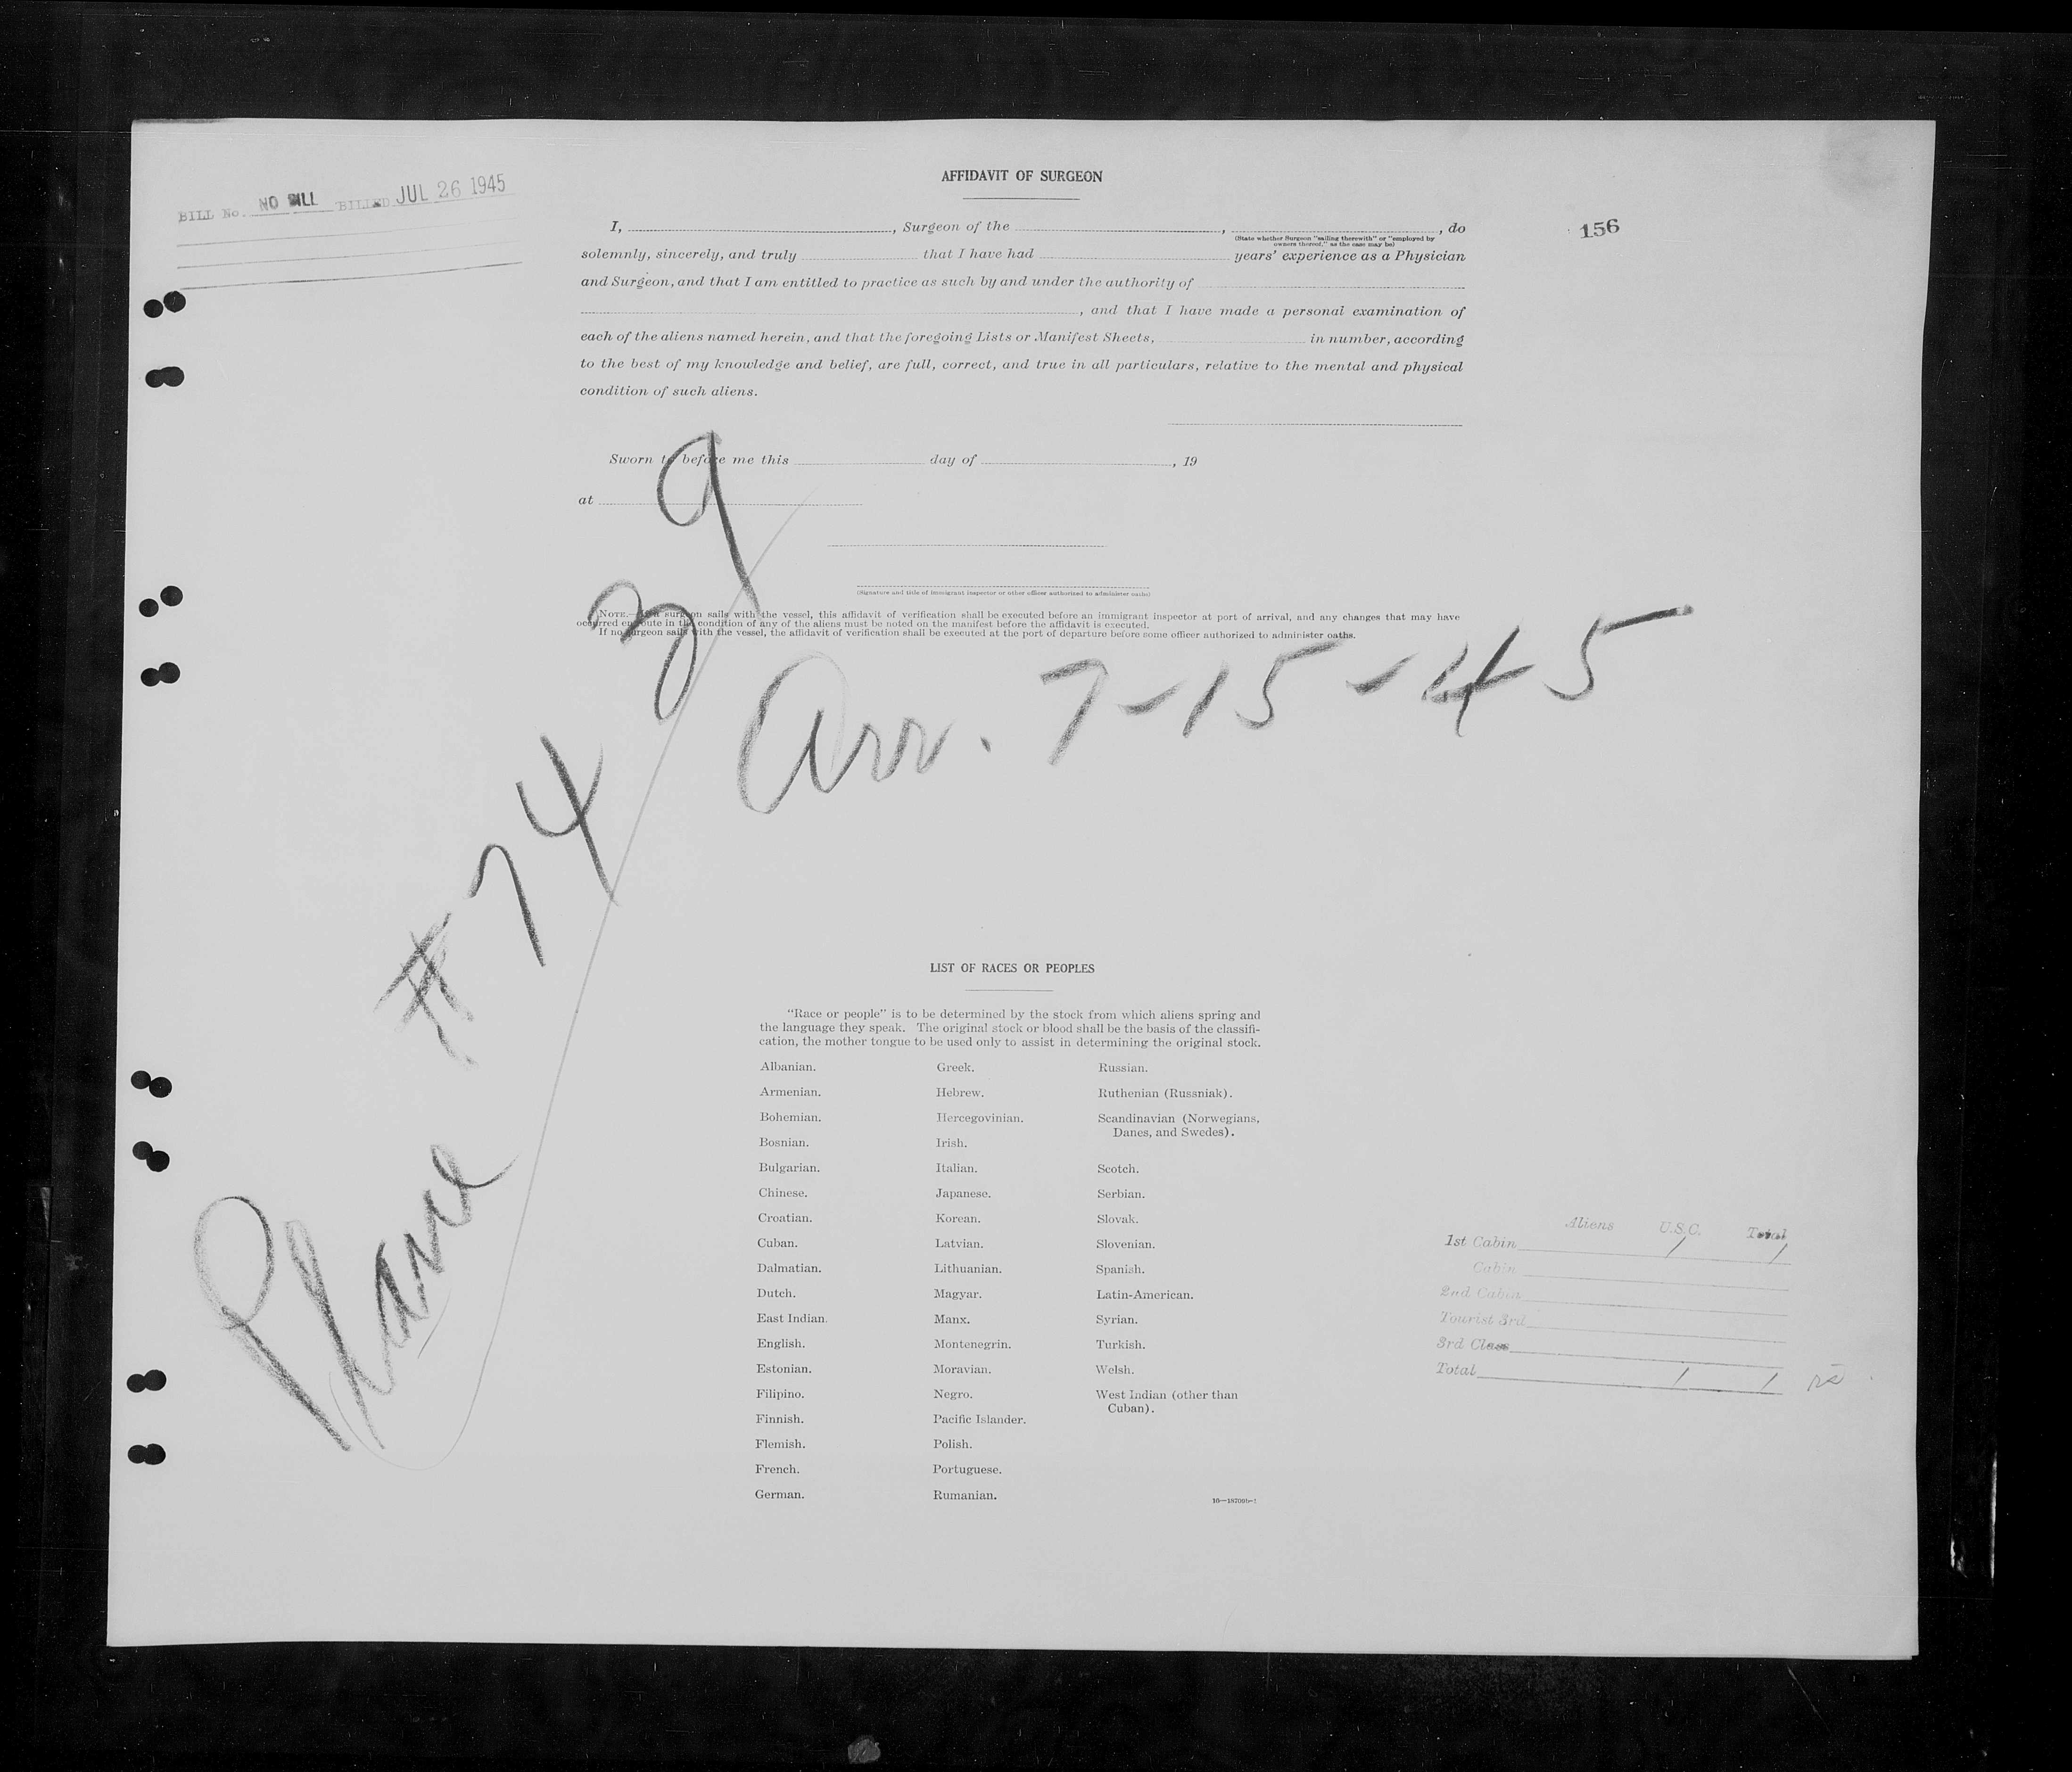 BILL No. NO BILL BILLED JUL 26 1945
AFFIDAVIT OF SURGEON
156
I, , Surgeon of the , , do
(State whether Surgeon "sailing therewith" or "employed by
owners thereof," as the case may be)
solemnly, sincerely, and truly that I have had years' experience as a Physician
and Surgeon, and that I am entitled to practice as such by and under the authority of
, and that I have made a personal examination of
each of the aliens named herein, and that the foregoing Lists or Manifest Sheets, in number, according
to the best of my knowledge and belief, are full, correct, and true in all particulars, relative to the mental and physical
condition of such aliens.
Sworn to before me this day of , 19
at
(Signature and title of immigrant inspector or other officer authorized to administer oaths)
NOTE.—If a surgeon sails with the vessel, this affidavit of verification shall be executed before an immigrant inspector at port of arrival, and any changes that may have
occurred en route in the condition of any of the aliens must be noted on the manifest before the affidavit is executed.
If no surgeon sails with the vessel, the affidavit of verification shall be executed at the port of departure before some officer authorized to administer oaths.
Plane #7439
Arr. 7-15-45
LIST OF RACES OR PEOPLES
"Race or people" is to be determined by the stock from which aliens spring and
the language they speak. The original stock or blood shall be the basis of the classifi-
cation, the mother tongue to be used only to assist in determining the original stock.
Albanian. Greek. Russian.
Armenian. Hebrew. Ruthenian (Russniak).
Bohemian. Hercegovinian. Scandinavian (Norwegians,
Danes, and Swedes).
Bosnian. Irish.
Bulgarian. Italian. Scotch.
Chinese. Japanese. Serbian.
Croatian. Korean. Slovak.
Cuban. Latvian. Slovenian.
Dalmatian. Lithuanian. Spanish.
Dutch. Magyar. Latin-American.
East Indian. Manx. Syrian.
English. Montenegrin. Turkish.
Estonian. Moravian. Welsh.
Filipino. Negro. West Indian (other than
Cuban).
Finnish. Pacific Islander.
Flemish. Polish.
French. Portuguese.
German. Rumanian.
Aliens U.S.C. Total
1st Cabin 1 1
Cabin
2nd Cabin
Tourist 3rd
3rd Class
Total 1 1